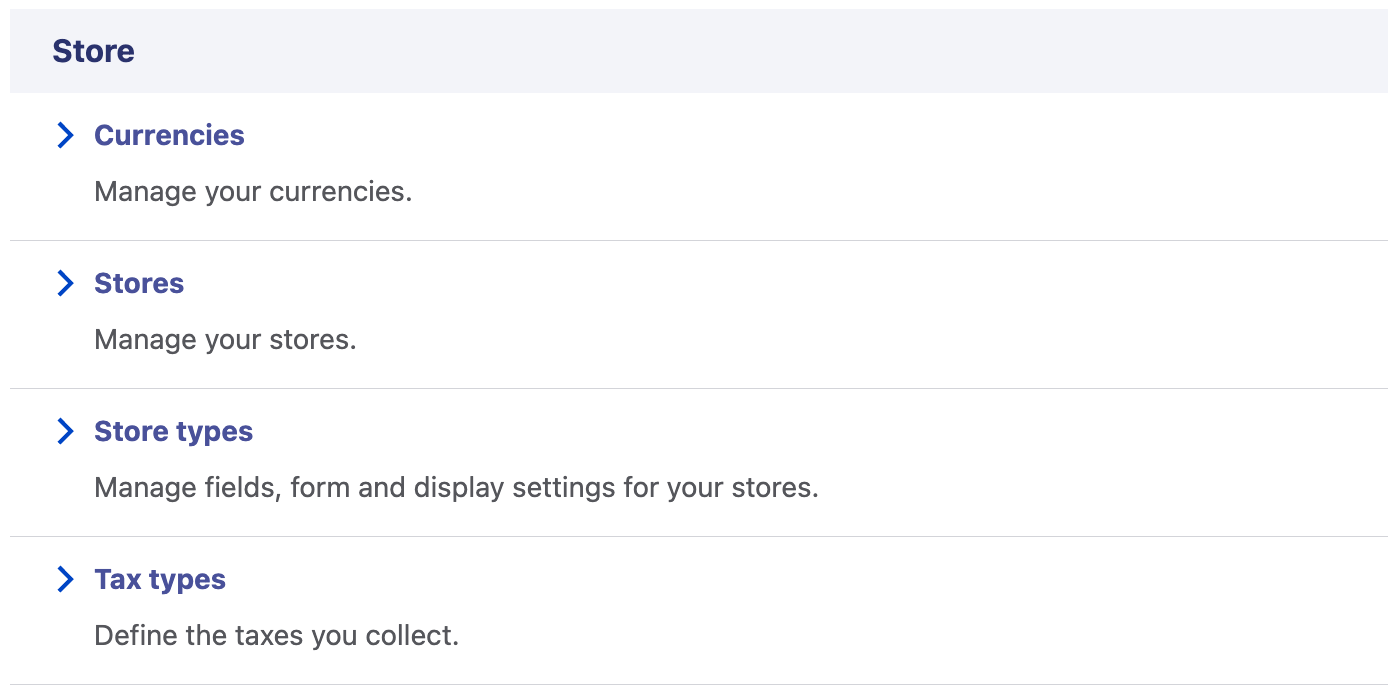 Store
Currencies
Manage your currencies.
Stores
Manage your stores.
Store types
Manage fields, form and display settings for your stores.
Tax types
Define the taxes you collect.